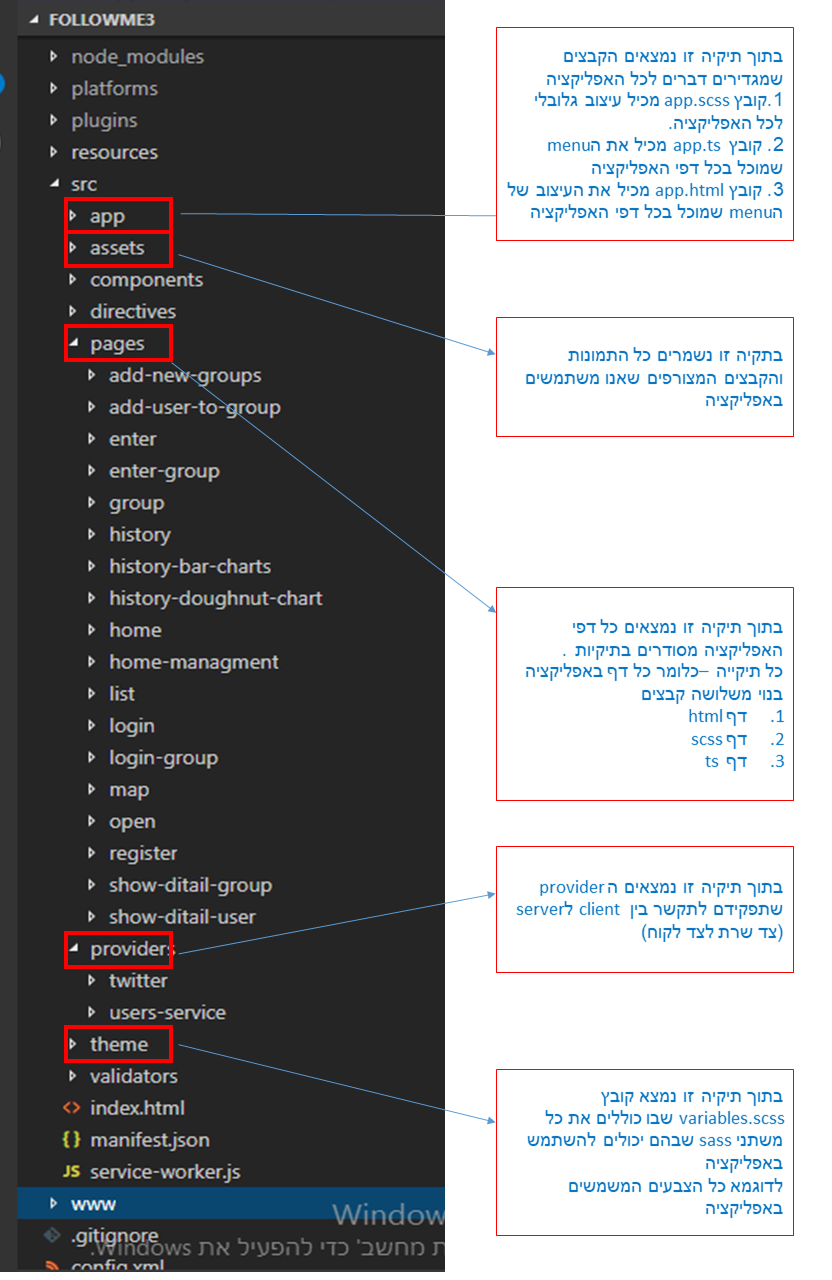 FOLLOWME3
node_modules
platforms
plugins
resources
src
app
assets
components
directives
pages
add-new-groups
add-user-to-group
enter
enter-group
group
history
history-bar-charts
history-doughnut-chart
home
home-managment
list
login
login-group
map
open
register
show-ditail-group
show-ditail-user
providers
twitter
users-service
theme
validators
index.html
manifest.json
JS service-worker.js
www
.gitignore
config.xml
Window
ת מחשב' כדי להפעיל את Windows.
בתוך תיקיה זו נמצאים הקבצים
שמגדירים דברים לכל האפליקציה
1.קובץ app.scss מכיל עיצוב גלובלי
לכל האפליקציה.
2. קובץ app.ts מכיל את הmenu
שמוכל בכל דפי האפליקציה
3. קובץ app.html מכיל את העיצוב של
הmenu שמוכל בכל דפי האפליקציה
בתקיה זו נשמרים כל התמונות
והקבצים המצורפים שאנו משתמשים
באפליקציה
בתוך תיקיה זו נמצאים כל דפי
האפליקציה מסודרים בתיקיות .
כל תיקייה –כלומר כל דף באפליקציה
בנוי משלושה קבצים
1. דף html
2. דף scss
3. דף ts
בתוך תיקיה זו נמצאים ה provider
שתפקידם לתקשר בין client לserver
(צד שרת לצד לקוח)
בתוך תיקיה זו נמצא קובץ
variables.scss שבו כוללים את כל
משתני sass שבהם יכולים להשתמש
באפליקציה
לדוגמא כל הצבעים המשמשים
באפליקציה